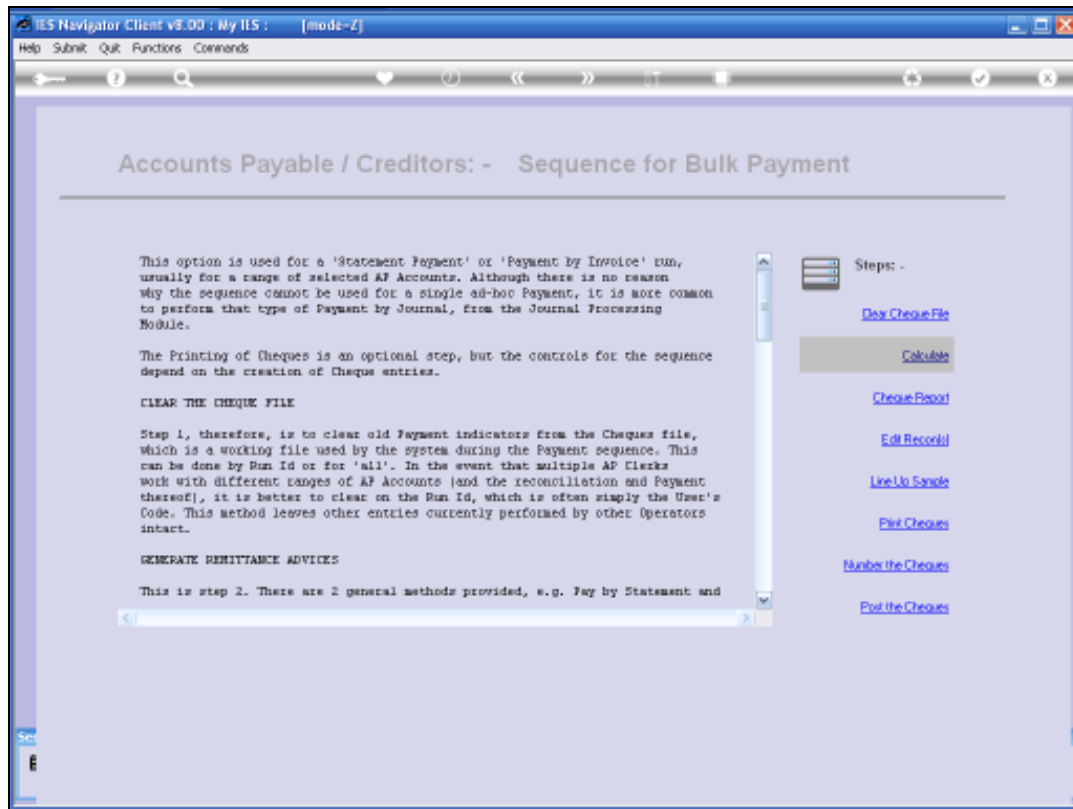 IES Navigator Client v8.00 : My IES :     [mode-Z]
Help Submit Quit Functions Commands
Accounts Payable / Creditors: -   Sequence for Bulk Payment
This option is used for a 'Statement Payment' or 'Payment by Invoice' run,
usually for a range of selected AP Accounts. Although there is no reason
why the sequence cannot be used for a single ad-hoc Payment, it is more common
to perform that type of Payment by Journal, from the Journal Processing
Module.
The Printing of Cheques is an optional step, but the controls for the sequence
depend on the creation of Cheque entries.
CLEAR THE CHEQUE FILE
Step 1, therefore, is to clear old Payment indicators from the Cheques file,
which is a working file used by the system during the Payment sequence. This
can be done by Run Id or for 'all'. In the event that multiple AP Clerks
work with different ranges of AP Accounts (and the reconciliation and Payment
thereof), it is better to clear on the Run Id, which is often simply the User's
Code. This method leaves other entries currently performed by other Operators
intact.
GENERATE REMITTANCE ADVICES
This is step 2. There are 2 general methods provided, e.g. Pay by Statement and
Steps: -
Clear Cheque File
Calculate
Cheque Report
Edit Reconlol
Line Up Sample
Print Cheques
Number the Cheques
Post the Cheques